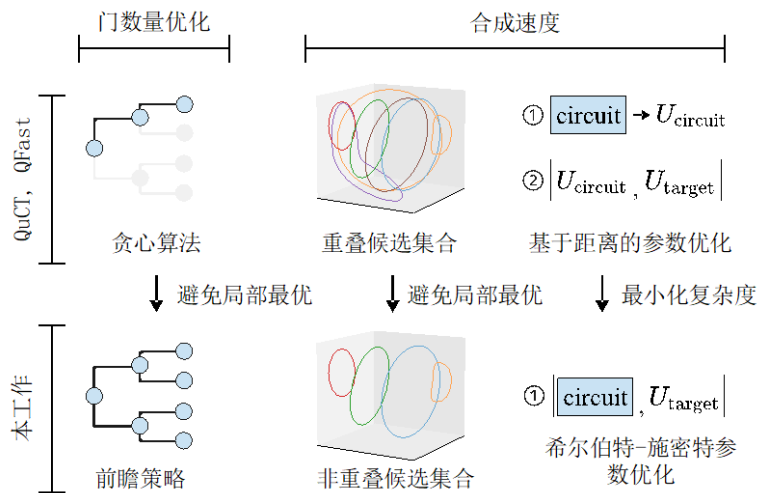 门数量优化
合成速度
QuCT, QFast
① circuit → U_circuit
② |U_circuit, U_target|
贪心算法
重叠候选集合
基于距离的参数优化
避免局部最优
避免局部最优
最小化复杂度
本工作
① |circuit, U_target|
前瞻策略
非重叠候选集合
希尔伯特-施密特参
数优化